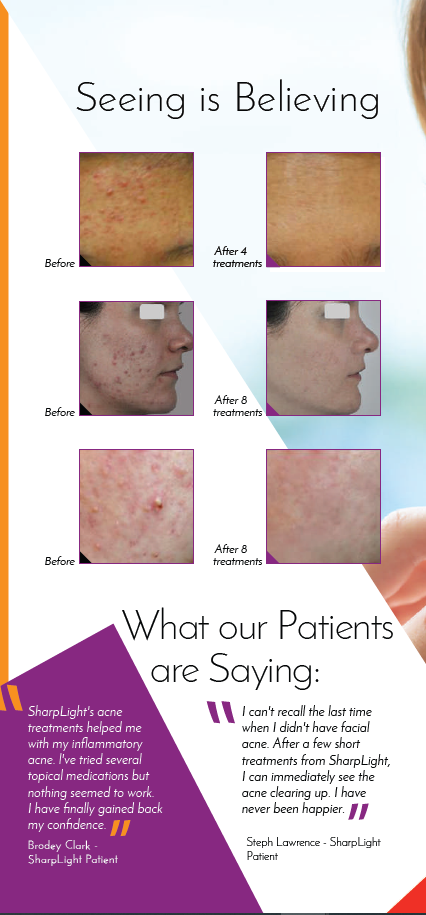 Seeing is Believing
Before
After 4
treatments
Before
After 8
treatments
Before
After 8
treatments
What our Patients
are Saying:
SharpLight's acne
treatments helped me
with my inflammatory
acne. I've tried several
topical medications but
nothing seemed to work.
I have finally gained back
my confidence.
Brodey Clark -
SharpLight Patient
I can't recall the last time
when I didn't have facial
acne. After a few short
treatments from SharpLight,
I can immediately see the
acne clearing up. I have
never been happier.
Steph Lawrence - SharpLight
Patient